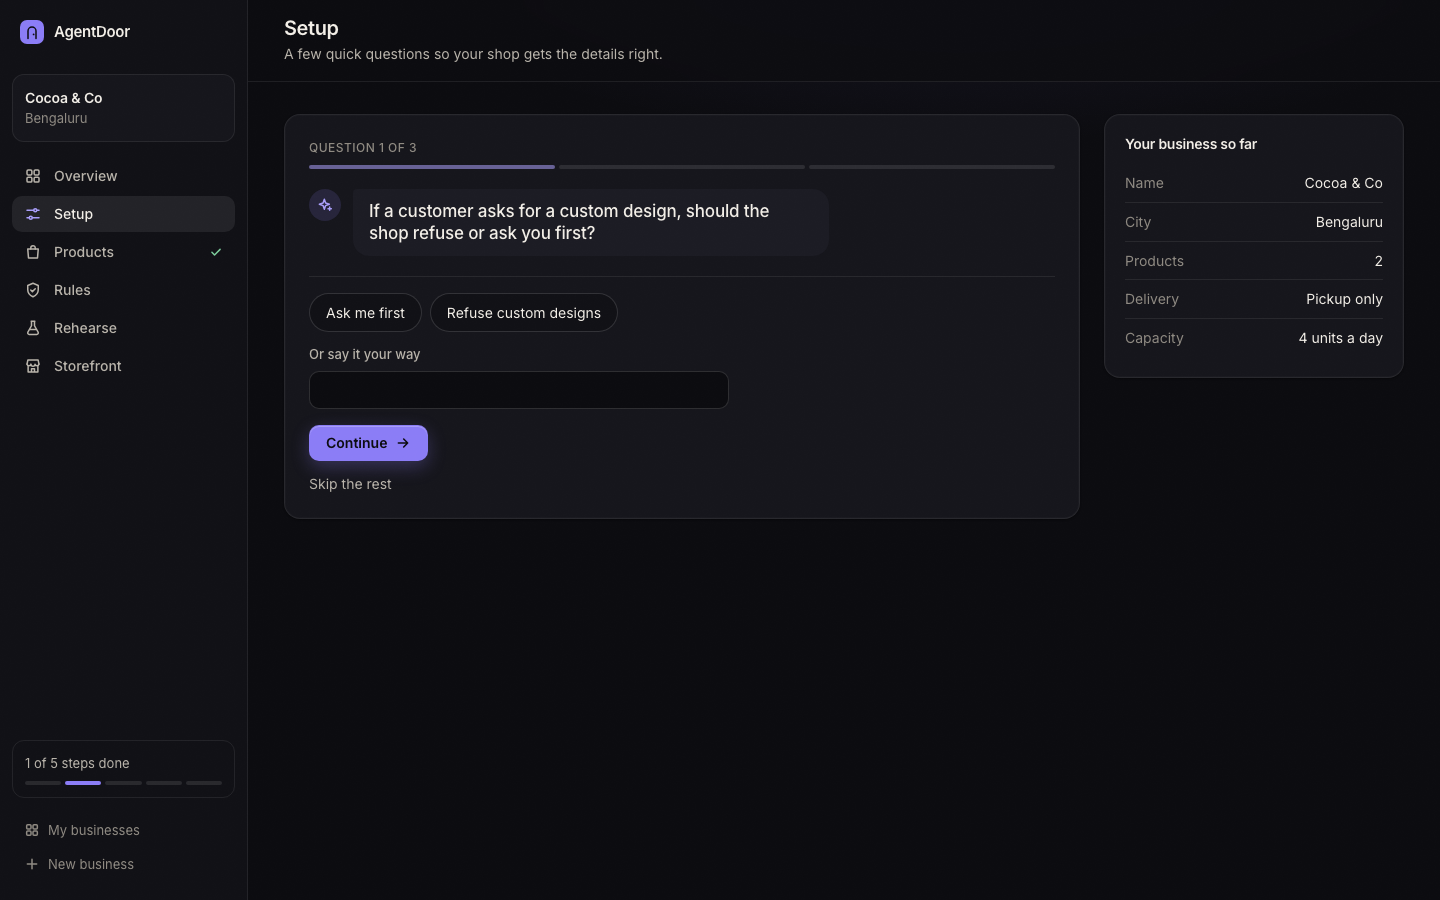 AgentDoor
Cocoa & Co
Bengaluru
Overview
Setup
Products
Rules
Rehearse
Storefront
1 of 5 steps done
My businesses
New business
Setup
A few quick questions so your shop gets the details right.
QUESTION 1 OF 3
If a customer asks for a custom design, should the
shop refuse or ask you first?
Ask me first
Refuse custom designs
Or say it your way
Continue
Skip the rest
Your business so far
Name Cocoa & Co
City Bengaluru
Products 2
Delivery Pickup only
Capacity 4 units a day